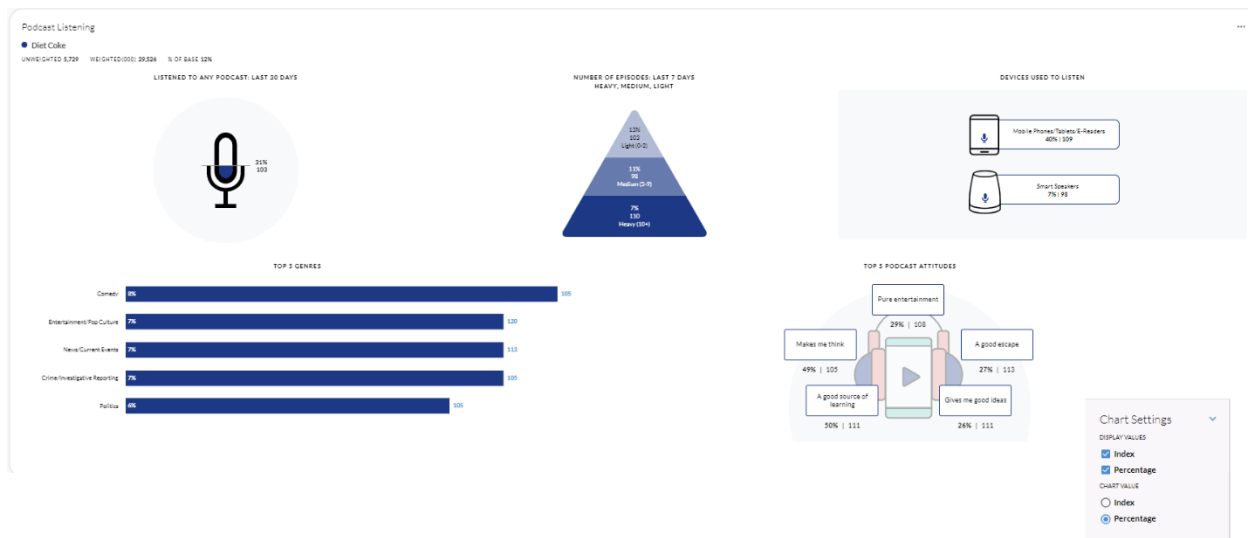 Podcast Listening
...
Diet Coke
UNWEIGHTED 5,729 WEIGHTED(000) 29,526 % OF BASE 12%
LISTENED TO ANY PODCAST: LAST 30 DAYS
31%
103
NUMBER OF EPISODES: LAST 7 DAYS
HEAVY, MEDIUM, LIGHT
13%
102
Light (0-2)
11%
98
Medium (3-9)
7%
110
Heavy (10+)
DEVICES USED TO LISTEN
Mobile Phones/Tablets/E-Readers
40% | 109
Smart Speakers
7% | 98
TOP 5 GENRES
Comedy 8% 105
Entertainment/Pop Culture 7% 120
News/Current Events 7% 113
Crime/Investigative Reporting 7% 105
Politics 6% 105
TOP 5 PODCAST ATTITUDES
Pure entertainment
29% | 108
Makes me think
49% | 105
A good escape
27% | 113
A good source of
learning
50% | 111
Gives me good ideas
26% | 111
Chart Settings
DISPLAY VALUES
Index
Percentage
CHART VALUE
Index
Percentage